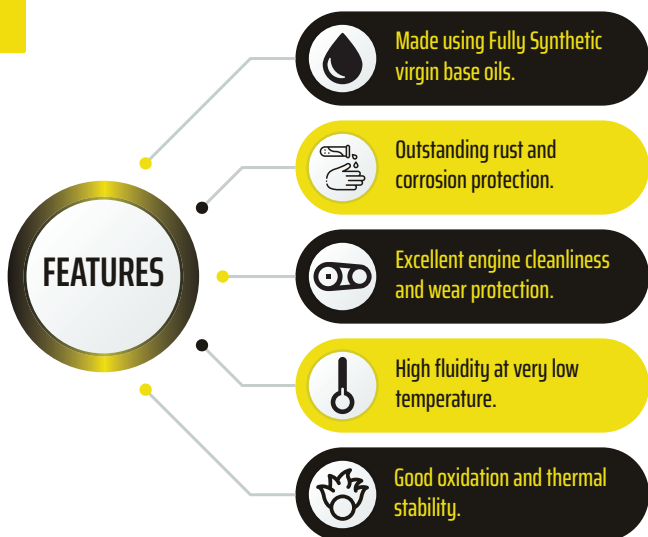 FEATURES
Made using Fully Synthetic
virgin base oils.
Outstanding rust and
corrosion protection.
Excellent engine cleanliness
and wear protection.
High fluidity at very low
temperature.
Good oxidation and thermal
stability.